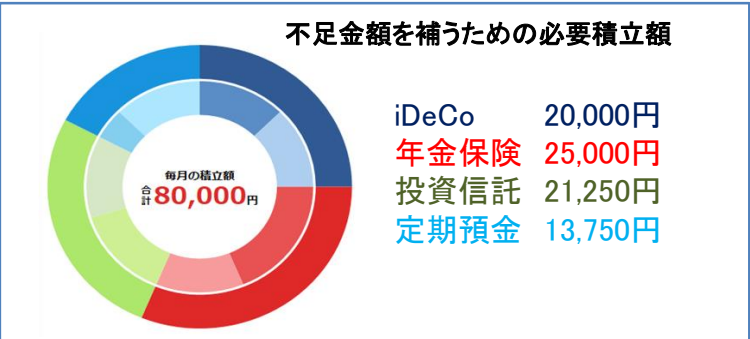 不足金額を補うための必要積立額
毎月の積立額
合計80,000円
iDeCo 20,000円
年金保険 25,000円
投資信託 21,250円
定期預金 13,750円